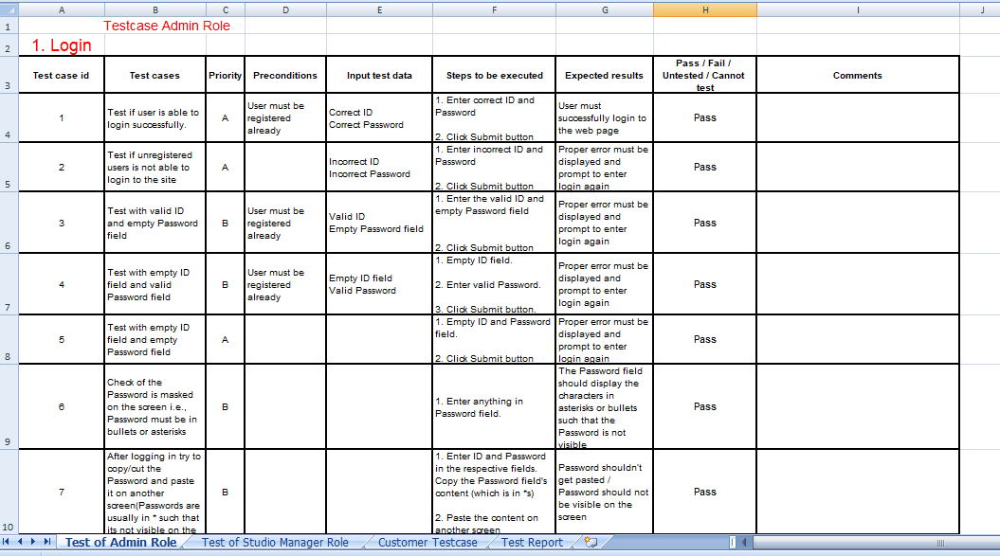 A B C D E F G H I J
1 Testcase Admin Role
2 1. Login
3 Test case id Test cases Priority Preconditions Input test data Steps to be executed Expected results Pass / Fail / Untested / Cannot test Comments
4
1
Test if user is able to
login successfully.
A
User must be
registered
already
Correct ID
Correct Password
1. Enter correct ID and
Password
2. Click Submit button
User must
successfully login to
the web page
Pass
5
2
Test if unregistered
users is not able to
login to the site
A
Incorrect ID
Incorrect Password
1. Enter incorrect ID and
Password
2. Click Submit button
Proper error must be
displayed and
prompt to enter
login again
Pass
6
3
Test with valid ID
and empty Password
field
B
User must be
registered
already
Valid ID
Empty Password field
1. Enter the valid ID and
empty Password field
2. Click Submit button
Proper error must be
displayed and
prompt to enter
login again
Pass
7
4
Test with empty ID
field and valid
Password field
B
User must be
registered
already
Empty ID field
Valid Password
1. Empty ID field.
2. Enter valid Password.
3. Click Submit button.
Proper error must be
displayed and
prompt to enter
login again
Pass
8
5
Test with empty ID
field and empty
Password field
A
1. Empty ID and Password
field.
2. Click Submit button
Proper error must be
displayed and
prompt to enter
login again
Pass
9
6
Check of the
Password is masked
on the screen i.e.,
Password must be in
bullets or asterisks
B
1. Enter anything in
Password field.
The Password field
should display the
characters in
asterisks or bullets
such that the
Password is not
visible
Pass
10
7
After logging in try to
copy/cut the
Password and paste
it on another
screen(Passwords are
usually in * such that
its not visible on the
B
1. Enter ID and Password
in the respective fields.
Copy the Password field's
content (which is in *s)
2. Paste the content on
another screen
Password shouldn't
get pasted /
Password should not
be visible on the
screen
Pass
Test of Admin Role Test of Studio Manager Role Customer Testcase Test Report